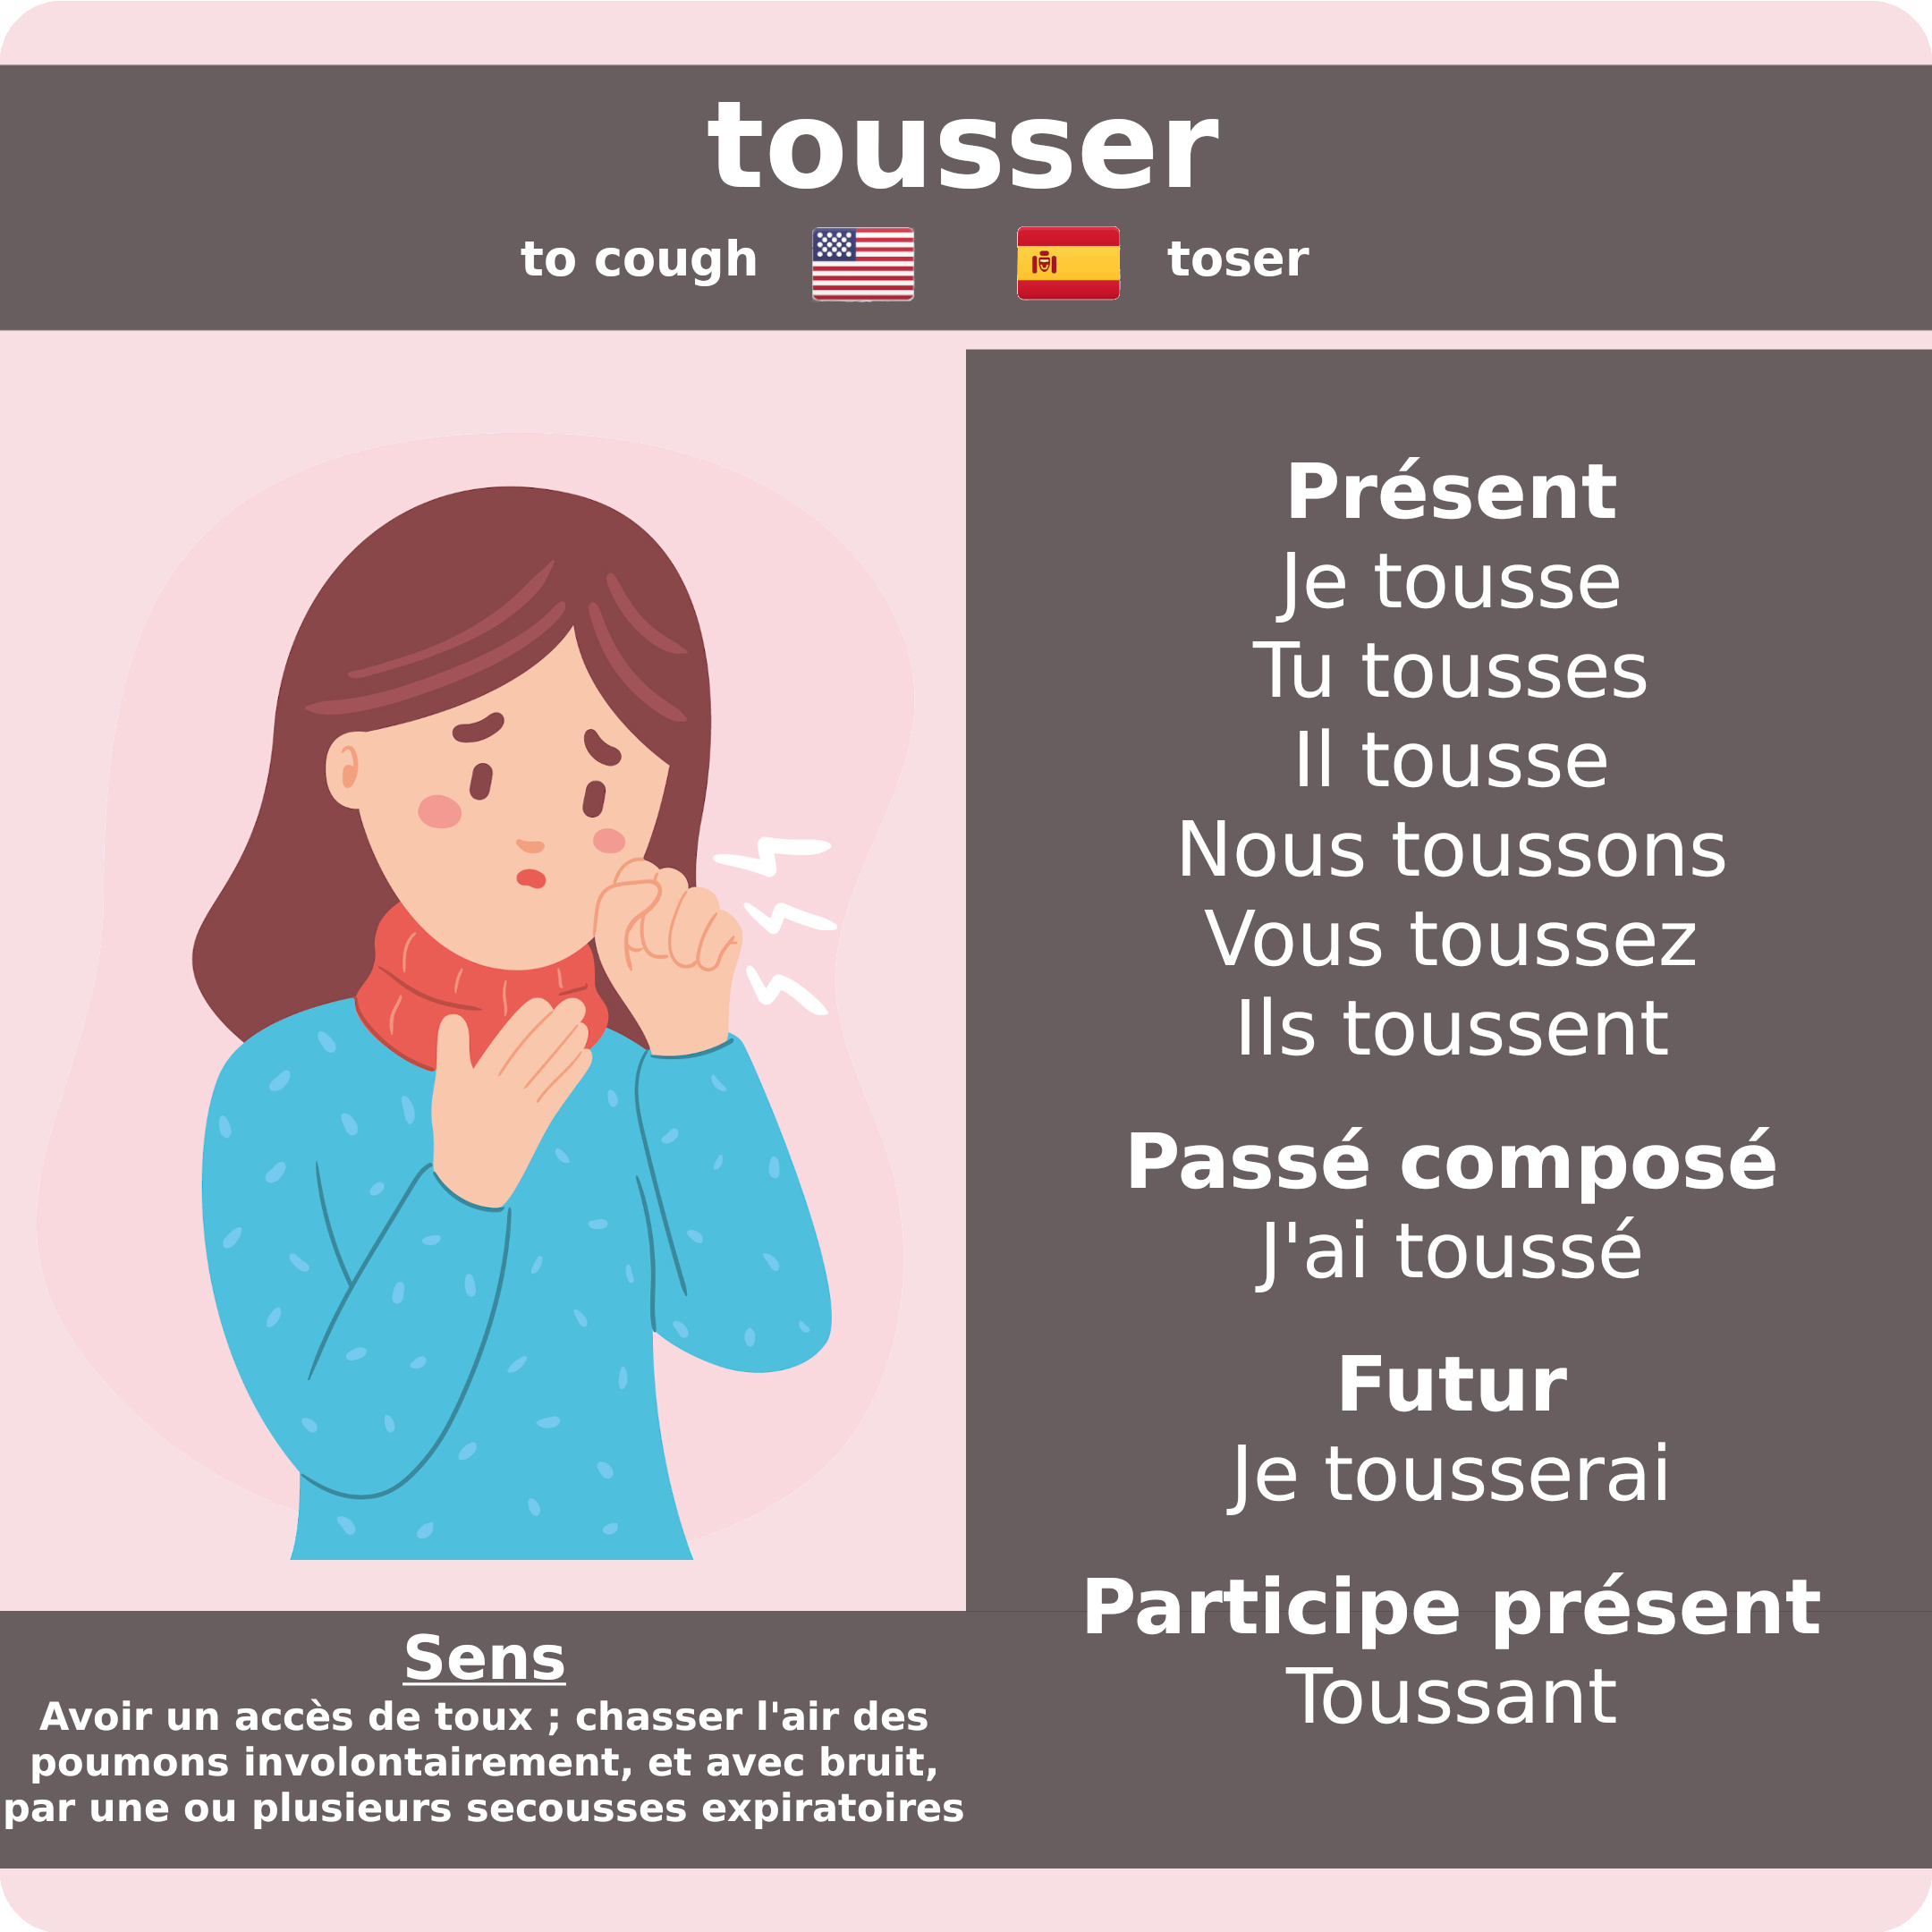 tousser
to cough
toser
Présent
Je tousse
Tu tousses
Il tousse
Nous toussons
Vous toussez
Ils toussent
Passé composé
J'ai toussé
Futur
Je tousserai
Participe présent
Toussant
Sens
Avoir un accès de toux ; chasser l'air des
poumons involontairement, et avec bruit,
par une ou plusieurs secousses expiratoires